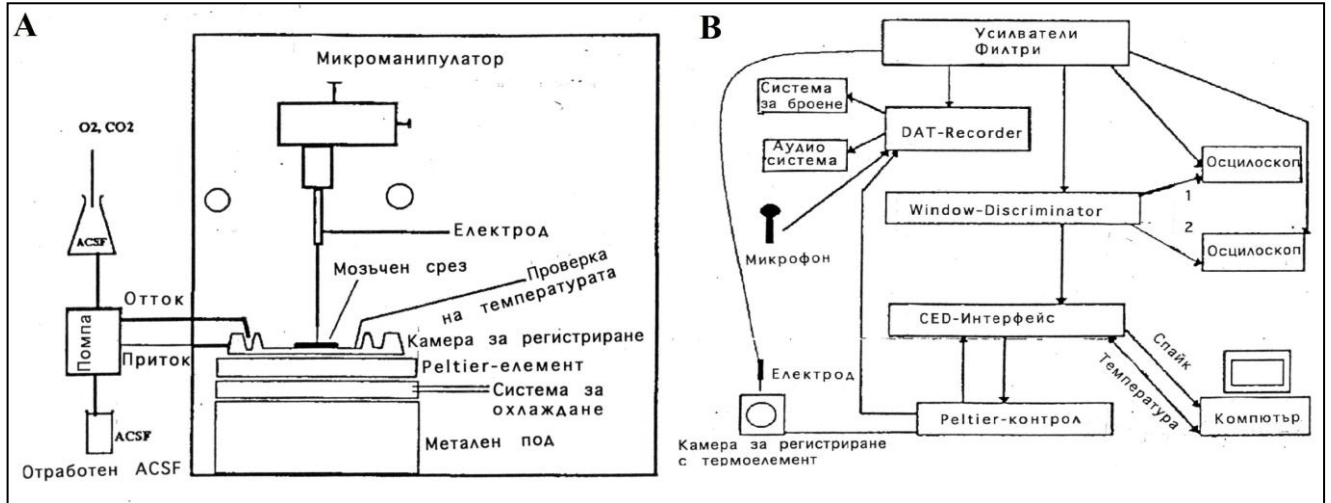 A
Микроманипулатор
O2, CO2
ACSF
Електрод
Мозъчен срез
Проверка
на температурата
Отток
Помпа
Камера за регистриране
Приток
Peltier-елемент
Система за
охлаждане
ACSF
Метален под
Отработен ACSF
B
Усилватели
Филтри
Система
за броене
DAT-Recorder
Аудио
система
Осцилоскоп
1
Window-Discriminator
2
Микрофон
Осцилоскоп
CED-Интерфейс
Спайк
Температура
Електрод
Peltier-контрол
Компютър
Камера за регистриране
с термоелемент